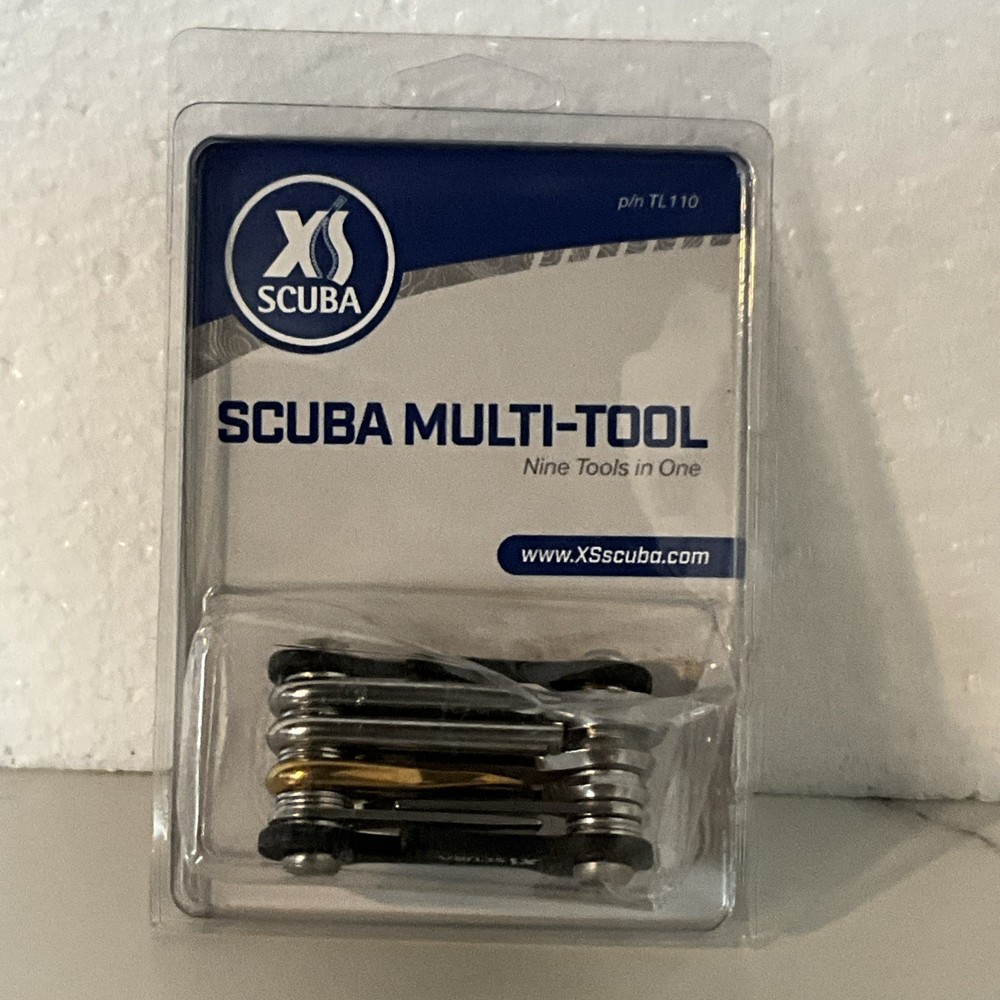 p/n TL110
XS
SCUBA
SCUBA MULTI-TOOL
Nine Tools in One
www.XSscuba.com